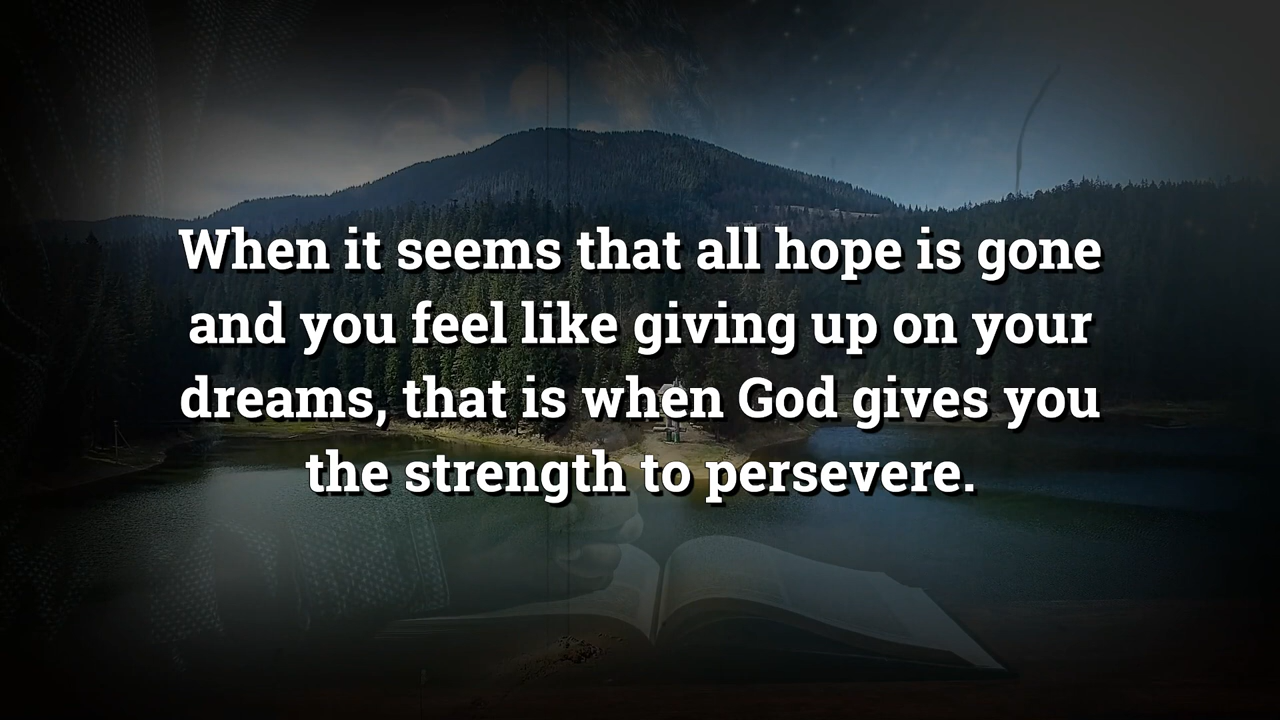 When it seems that all hope is gone
and you feel like giving up on your
dreams, that is when God gives you
the strength to persevere.